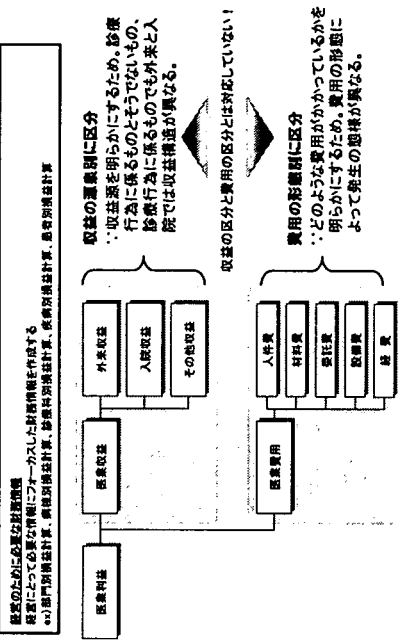 経営のために必要な財務情報
経営にとって必要な情報にフォーカスした財務情報を作成する
ex)部門別損益計算、病棟別損益計算、診療科別損益計算、疾病別損益計算、患者別損益計算
医業利益
医業収益
外来収益
入院収益
その他収益
収益の源泉別に区分
∵収益源を明らかにするため。診療
行為に係るものとそうでないもの、
診療行為に係るものでも外来と入
院では収益構造が異なる。
収益の区分と費用の区分とは対応していない!
医業費用
人件費
材料費
委託費
設備費
経費
費用の形態別に区分
∵どのような費用がかかっているかを
明らかにするため。費用の形態に
よって発生の態様が異なる。